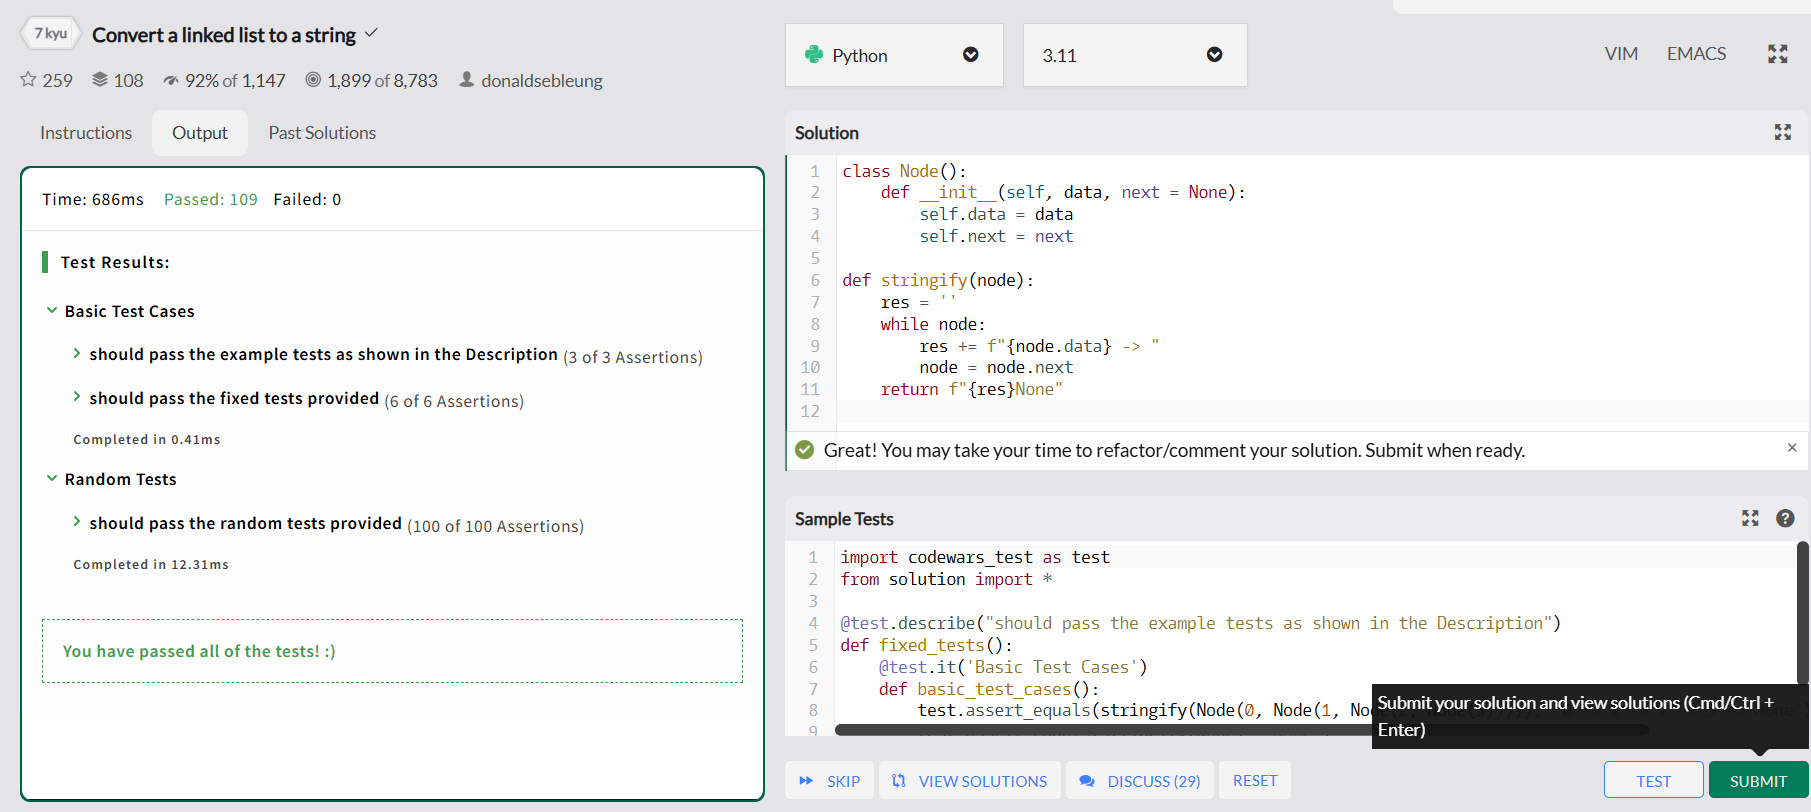 7 kyu
Convert a linked list to a string
259 108 92% of 1,147 1,899 of 8,783 donaldsebleung
Instructions Output Past Solutions
Time: 686ms Passed: 109 Failed: 0
Test Results:
Basic Test Cases
should pass the example tests as shown in the Description (3 of 3 Assertions)
should pass the fixed tests provided (6 of 6 Assertions)
Completed in 0.41ms
Random Tests
should pass the random tests provided (100 of 100 Assertions)
Completed in 12.31ms
You have passed all of the tests! :)
Python 3.11 VIM EMACS
Solution
1 class Node():
2     def __init__(self, data, next = None):
3         self.data = data
4         self.next = next
5
6 def stringify(node):
7     res = ''
8     while node:
9         res += f"{node.data} -> "
10         node = node.next
11     return f"{res}None"
12
Great! You may take your time to refactor/comment your solution. Submit when ready.
Sample Tests
1 import codewars_test as test
2 from solution import *
3
4 @test.describe("should pass the example tests as shown in the Description")
5 def fixed_tests():
6     @test.it('Basic Test Cases')
7     def basic_test_cases():
8         test.assert_equals(stringify(Node(0, Node(1, No
9
Submit your solution and view solutions (Cmd/Ctrl +
Enter)
SKIP VIEW SOLUTIONS DISCUSS (29) RESET TEST SUBMIT